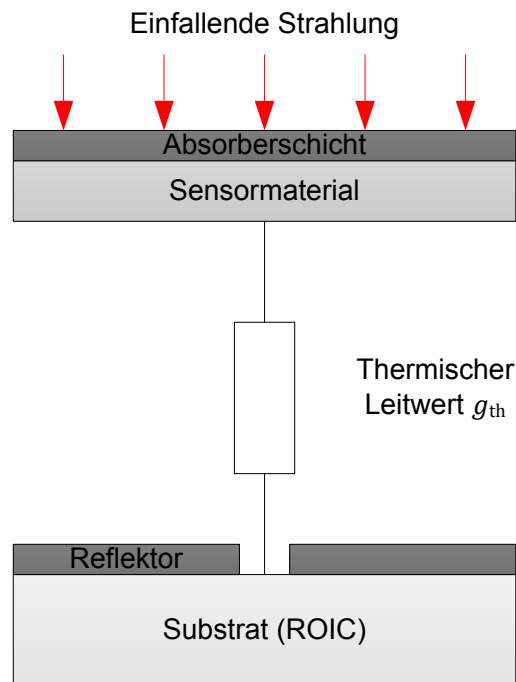 Einfallende Strahlung
Absorberschicht
Sensormaterial
Thermischer
Leitwert g_th
Reflektor
Substrat (ROIC)